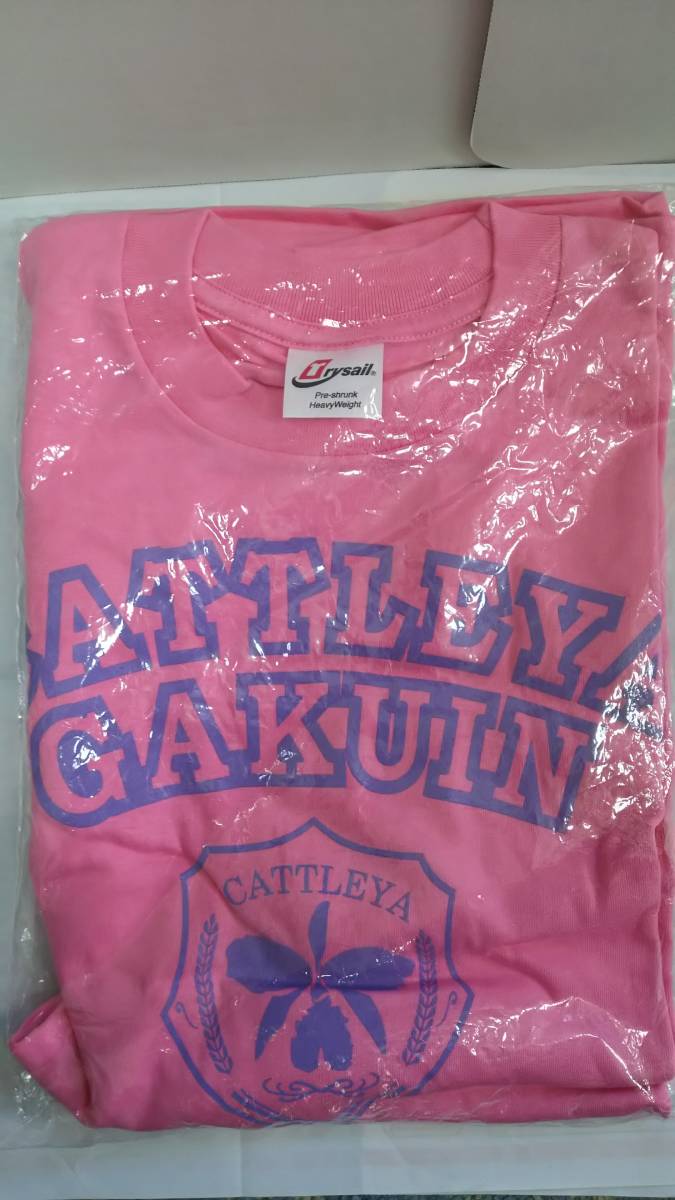 Trysail®
Pre-shrunk
HeavyWeight
CATTLEYA
GAKUIN
CATTLEYA